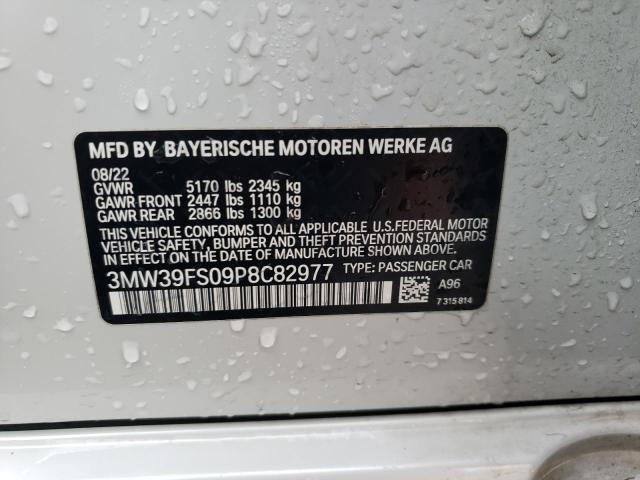 MFD BY BAYERISCHE MOTOREN WERKE AG
08/22
GVWR 5170 lbs 2345 kg
GAWR FRONT 2447 lbs 1110 kg
GAWR REAR 2866 lbs 1300 kg
THIS VEHICLE CONFORMS TO ALL APPLICABLE U.S.FEDERAL MOTOR
VEHICLE SAFETY, BUMPER AND THEFT PREVENTION STANDARDS
IN EFFECT ON THE DATE OF MANUFACTURE SHOWN ABOVE.
3MW39FS09P8C82977 TYPE: PASSENGER CAR
A96
7 315 814